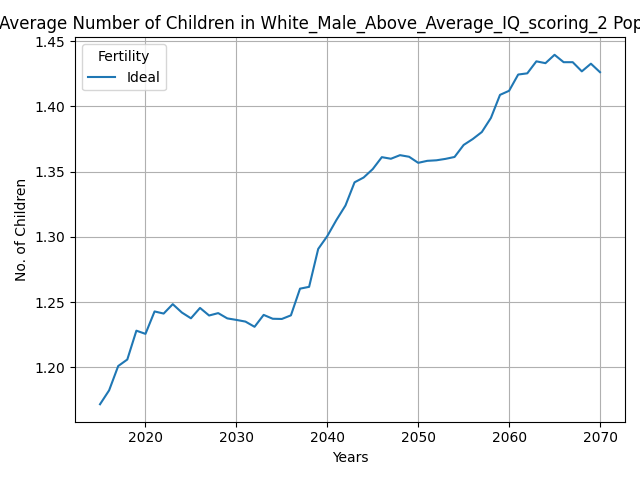 Average Number of Children in White_Male_Above_Average_IQ_scoring_2 Pop
1.45
Fertility
Ideal
1.40
1.35
1.30
1.25
1.20
No. of Children
2020 2030 2040 2050 2060 2070
Years